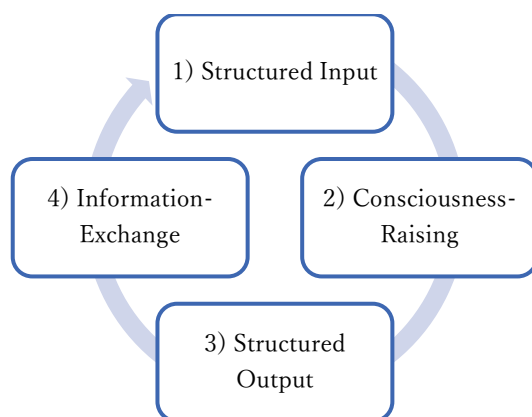 1) Structured Input
2) Consciousness-
Raising
3) Structured
Output
4) Information-
Exchange